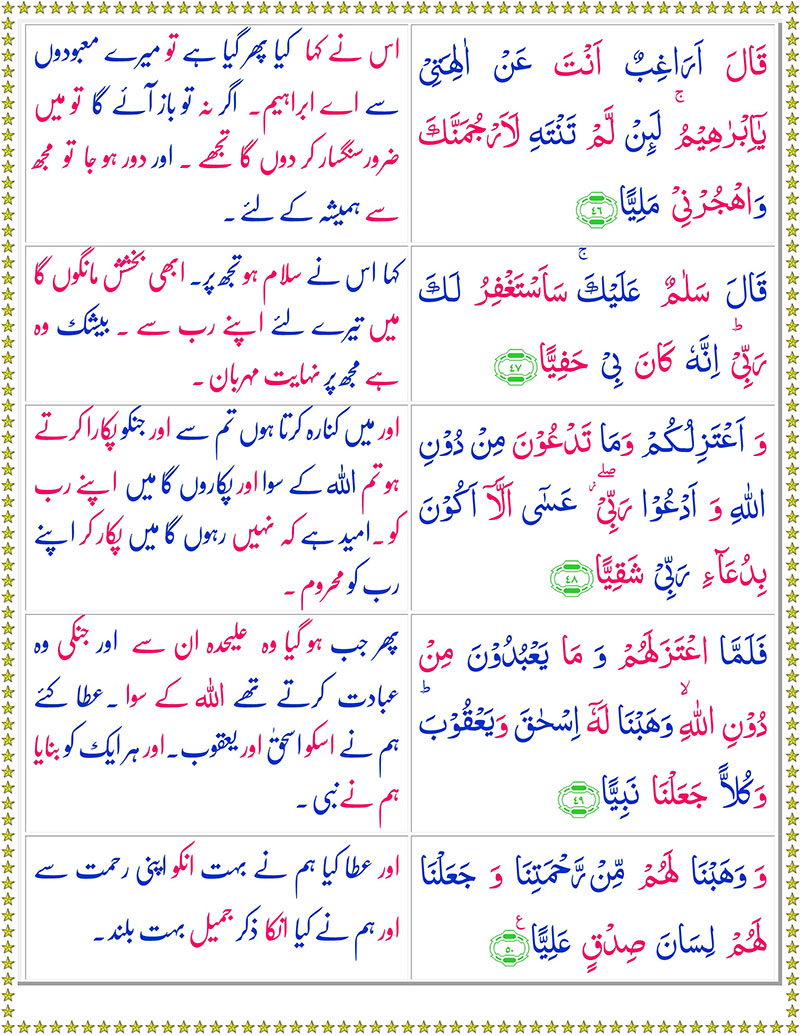 قَالَ اَرَاغِبٌ اَنْتَ عَنْ اٰلِهَتِیْ
یٰۤاِبْرٰهِیْمُ ۚ لَىِٕنْ لَّمْ تَنْتَهِ لَاَرْجُمَنَّكَ
وَاهْجُرْنِیْ مَلِیًّا ﴿٤٦﴾
اس نے کہا کیا پھر گیا ہے تو میرے معبودوں
سے اے ابراہیم۔ اگر نہ تو باز آئے گا تو میں
ضرور سنگسار کر دوں گا تجھے ۔ اور دور ہو جا تو مجھ
سے ہمیشہ کے لئے ۔
قَالَ سَلٰمٌ عَلَیْكَ ۚ سَاَسْتَغْفِرُ لَكَ
رَبِّیْ ؕ اِنَّهٗ كَانَ بِیْ حَفِیًّا ﴿٤٧﴾
کہا اس نے سلام ہو تجھ پر۔ ابھی بخشش مانگوں گا
میں تیرے لئے اپنے رب سے ۔ بیشک وہ
ہے مجھ پر نہایت مہربان ۔
وَ اَعْتَزِلُكُمْ وَمَا تَدْعُوْنَ مِنْ دُوْنِ
اللّٰهِ وَ اَدْعُوْا رَبِّیْ ۖ٘ عَسٰۤی اَلَّاۤ اَكُوْنَ
بِدُعَآءِ رَبِّیْ شَقِیًّا ﴿٤٨﴾
اور میں کنارہ کرتا ہوں تم سے اور جنکو پکارا کرتے
ہو تم اللہ کے سوا اور پکاروں گا میں اپنے رب
کو ۔ امید ہے کہ نہیں رہوں گا میں پکار کر اپنے
رب کو محروم ۔
فَلَمَّا اعْتَزَلَهُمْ وَ مَا یَعْبُدُوْنَ مِنْ
دُوْنِ اللّٰهِ ۙ وَهَبْنَا لَهٗۤ اِسْحٰقَ وَیَعْقُوْبَ ؕ
وَكُلًّا جَعَلْنَا نَبِیًّا ﴿٤٩﴾
پھر جب ہو گیا وہ علیحدہ ان سے اور جنکی وہ
عبادت کرتے تھے اللہ کے سوا ۔ عطا کئے
ہم نے اسکو اسحٰق اور یعقوب۔ اور ہر ایک کو بنایا
ہم نے نبی ۔
وَ وَهَبْنَا لَهُمْ مِّنْ رَّحْمَتِنَا وَ جَعَلْنَا
لَهُمْ لِسَانَ صِدْقٍ عَلِیًّا ﴿٥٠﴾ ع
اور عطا کیا ہم نے بہت انکو اپنی رحمت سے
اور ہم نے کیا انکا ذکر جمیل بہت بلند ۔